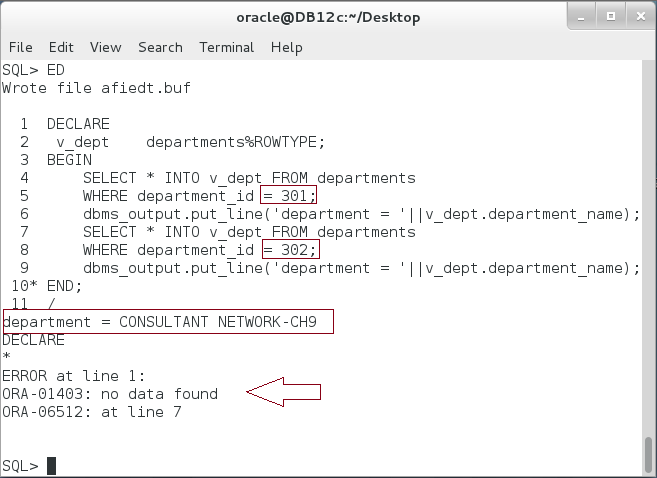 oracle@DB12c:~/Desktop
File Edit View Search Terminal Help
SQL> ED
Wrote file afiedt.buf
1 DECLARE
2 v_dept departments%ROWTYPE;
3 BEGIN
4 SELECT * INTO v_dept FROM departments
5 WHERE department_id = 301;
6 dbms_output.put_line('department = '||v_dept.department_name);
7 SELECT * INTO v_dept FROM departments
8 WHERE department_id = 302;
9 dbms_output.put_line('department = '||v_dept.department_name);
10* END;
11 /
department = CONSULTANT NETWORK-CH9
DECLARE
*
ERROR at line 1:
ORA-01403: no data found
ORA-06512: at line 7
SQL>